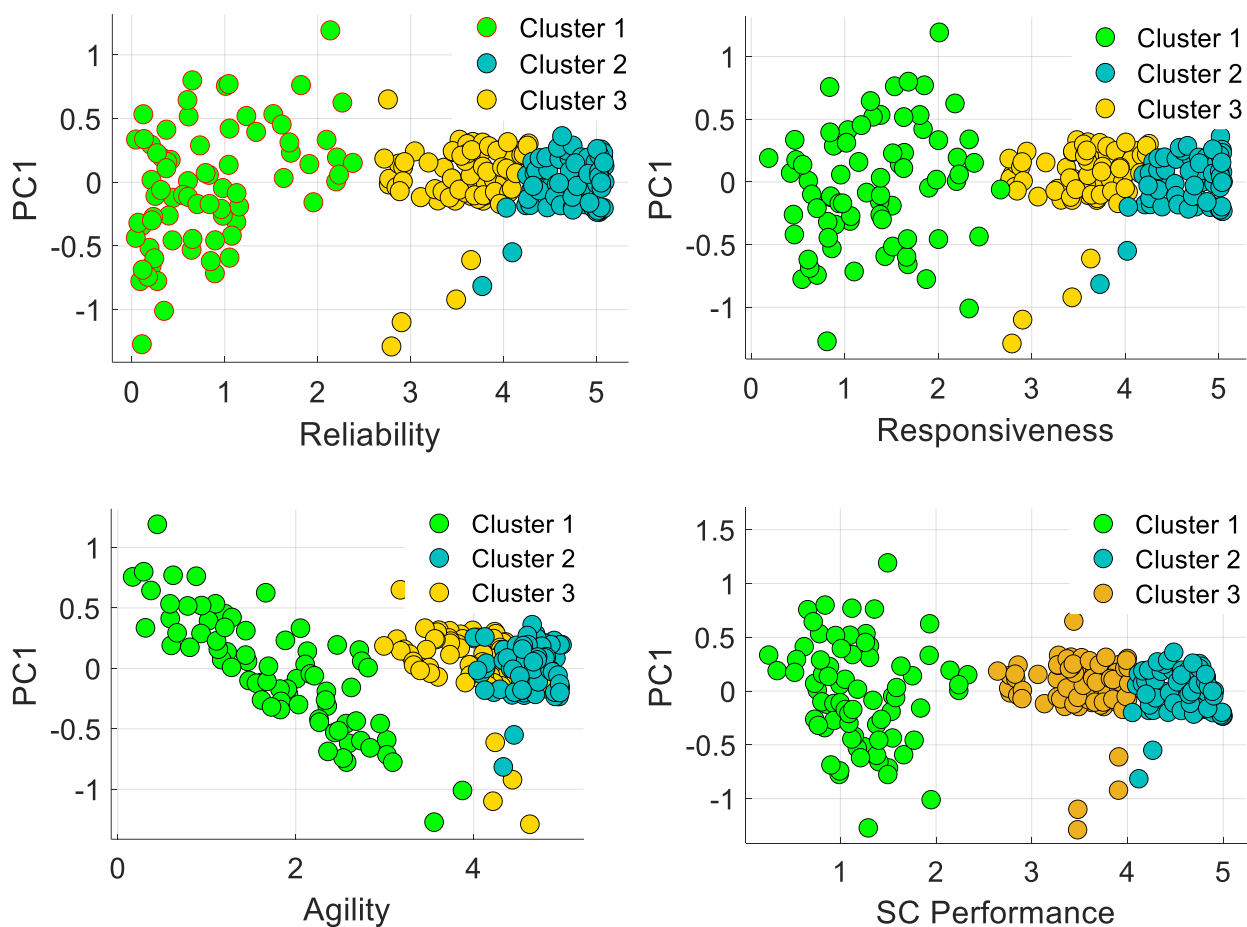 1
0.5
0
-0.5
-1
PC1
0 1 2 3 4 5
Reliability
Cluster 1
Cluster 2
Cluster 3
1
0.5
0
-0.5
-1
PC1
0 1 2 3 4 5
Responsiveness
Cluster 1
Cluster 2
Cluster 3
1
0.5
0
-0.5
-1
PC1
0 2 4
Agility
Cluster 1
Cluster 2
Cluster 3
1.5
1
0.5
0
-0.5
-1
PC1
1 2 3 4 5
SC Performance
Cluster 1
Cluster 2
Cluster 3